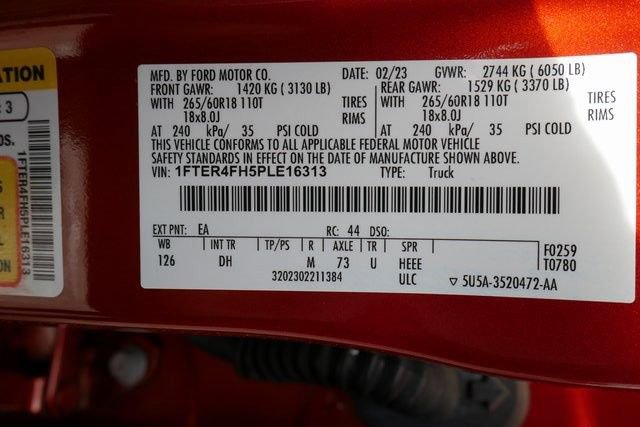 ATION
: 3
OS.
1FTER4FH5PLE16313
ION
MFD. BY FORD MOTOR CO. DATE: 02/23 GVWR: 2744 KG ( 6050 LB)
FRONT GAWR: 1420 KG ( 3130 LB) REAR GAWR: 1529 KG ( 3370 LB)
WITH 265/60R18 110T TIRES WITH 265/60R18 110T TIRES
18x8.0J RIMS 18x8.0J RIMS
AT 240 kPa/ 35 PSI COLD AT 240 kPa/ 35 PSI COLD
THIS VEHICLE CONFORMS TO ALL APPLICABLE FEDERAL MOTOR VEHICLE
SAFETY STANDARDS IN EFFECT ON THE DATE OF MANUFACTURE SHOWN ABOVE.
VIN: 1FTER4FH5PLE16313 TYPE: Truck
EXT PNT: EA RC: 44 DSO:
WB INT TR TP/PS R AXLE TR SPR F0259
126 DH M 73 U HEEE T0780
3202302211384 ULC ▽ 5U5A-3520472-AA